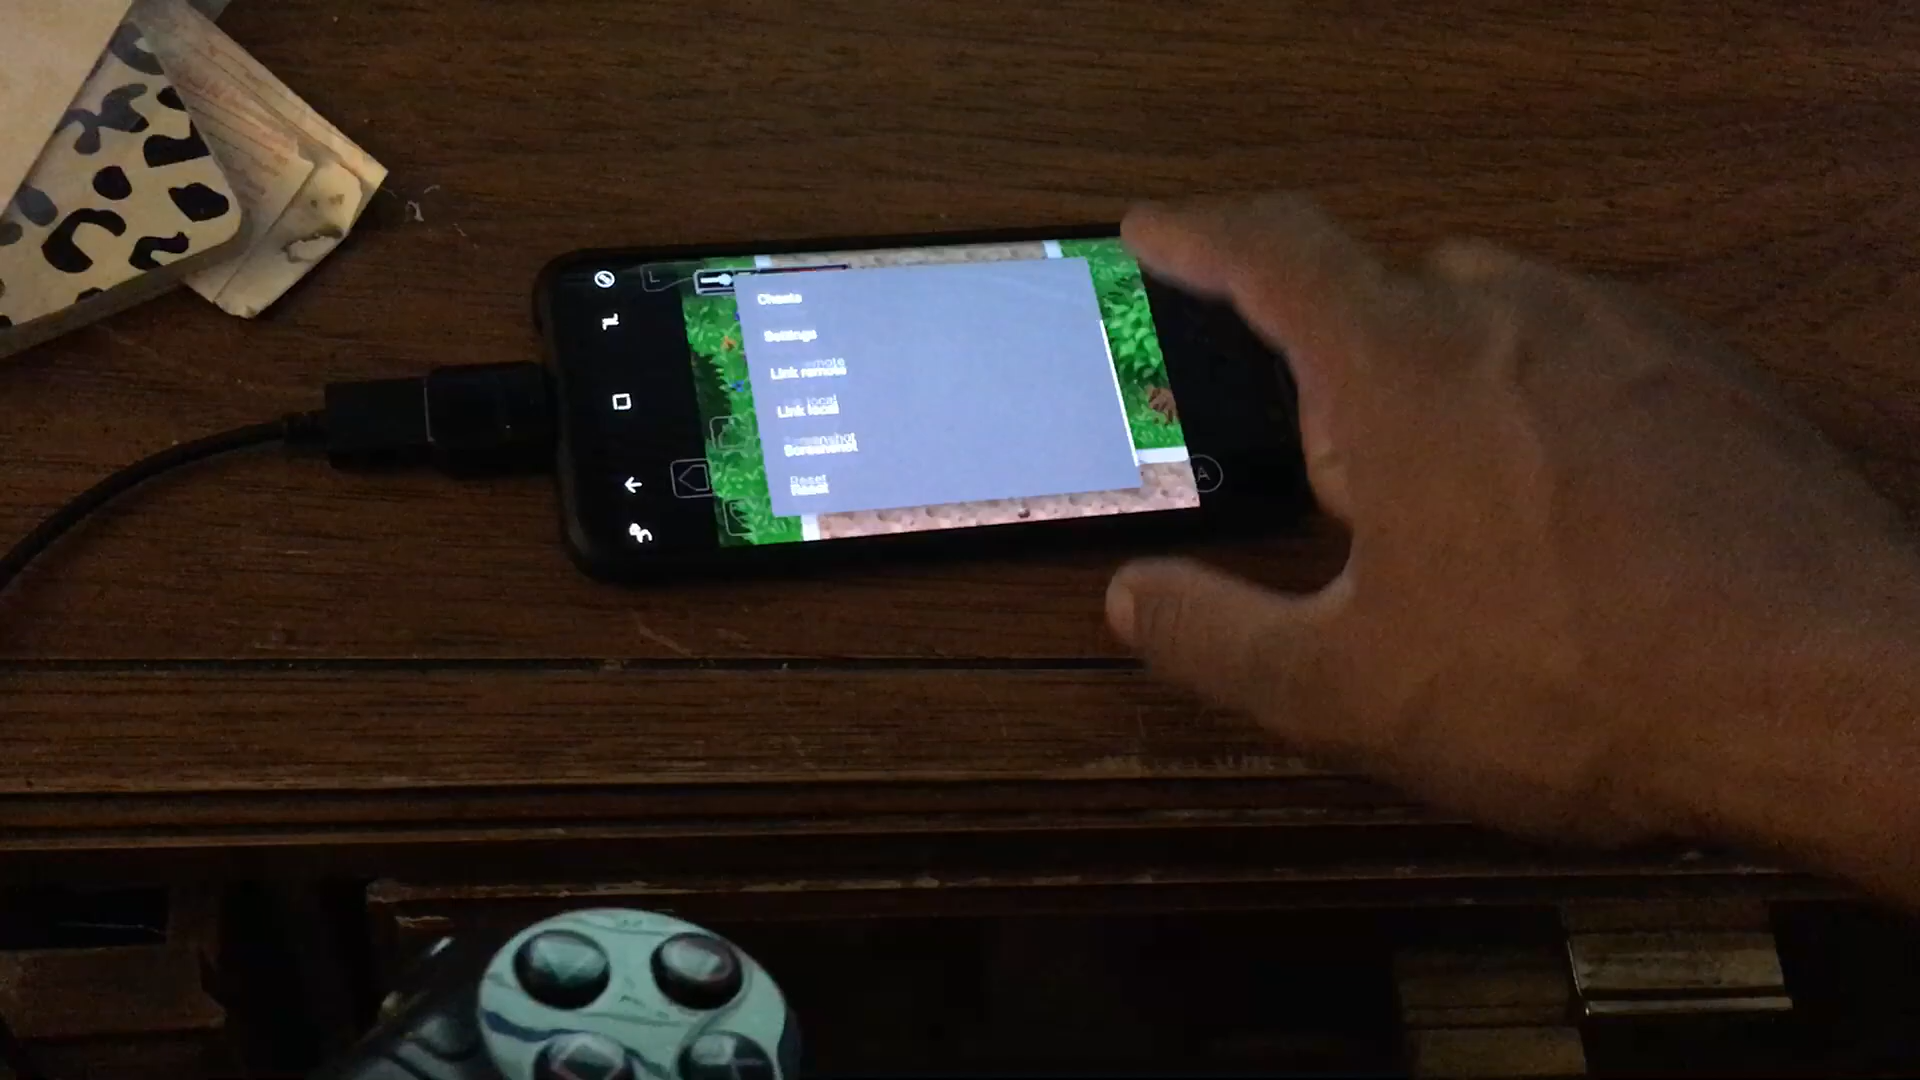 L
Cheats
Settings
Link remote
Link local
Screenshot
Reset
A